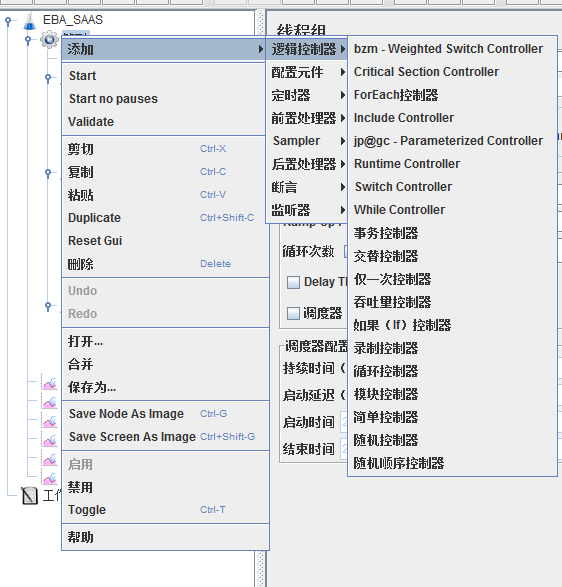 EBA_SAAS
线程组
添加
Start
Start no pauses
Validate
剪切 Ctrl-X
复制 Ctrl-C
粘贴 Ctrl-V
Duplicate Ctrl+Shift-C
Reset Gui
删除 Delete
Undo
Redo
打开...
合并
保存为...
Save Node As Image Ctrl-G
Save Screen As Image Ctrl+Shift-G
启用
禁用
Toggle Ctrl-T
帮助
逻辑控制器
配置元件
定时器
前置处理器
Sampler
后置处理器
断言
监听器
bzm - Weighted Switch Controller
Critical Section Controller
ForEach控制器
Include Controller
jp@gc - Parameterized Controller
Runtime Controller
Switch Controller
While Controller
事务控制器
交替控制器
仅一次控制器
吞吐量控制器
如果（If）控制器
录制控制器
循环控制器
模块控制器
简单控制器
随机控制器
随机顺序控制器
循环次数
Delay Th
调度器
调度器配置
持续时间（
启动延迟（
启动时间 2
结束时间 2
工